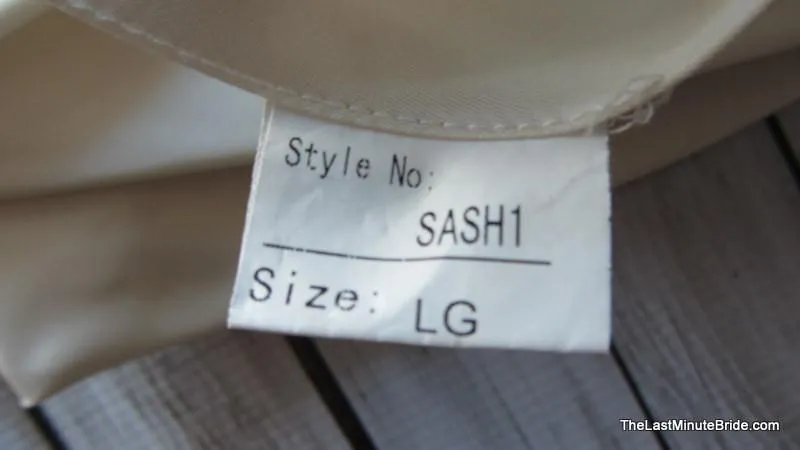 Style No:
SASH1
Size: LG
TheLastMinuteBride.com